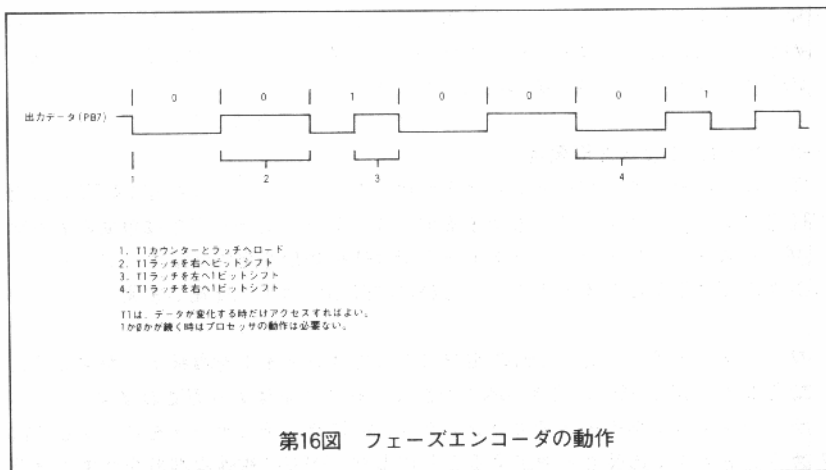 0 0 1 0 0 0 1
出力データ(PB7)
1 2 3 4
1. T1カウンターとラッチへロード
2. T1ラッチを右へビットシフト
3. T1ラッチを左へ1ビットシフト
4. T1ラッチを右へ1ビットシフト
T1は、データが変化する時だけアクセスすればよい。
1か0かが続く時はプロセッサの動作は必要ない。
第16図 フェーズエンコーダの動作